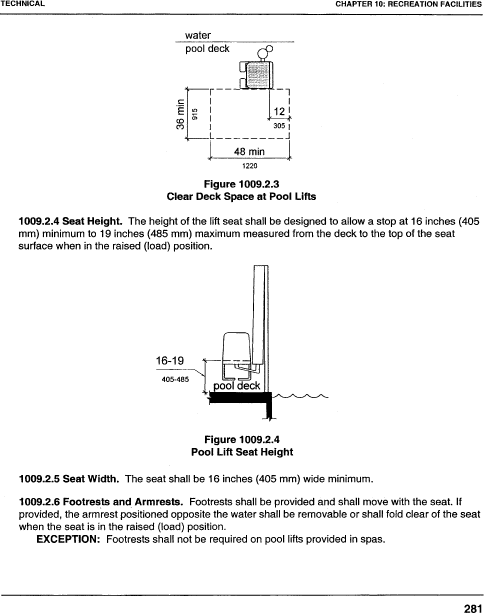 TECHNICAL CHAPTER 10: RECREATION FACILITIES
water
pool deck
36 min
915
12
305
48 min
1220
Figure 1009.2.3
Clear Deck Space at Pool Lifts
1009.2.4 Seat Height. The height of the lift seat shall be designed to allow a stop at 16 inches (405
mm) minimum to 19 inches (485 mm) maximum measured from the deck to the top of the seat
surface when in the raised (load) position.
16-19
405-485
pool deck
Figure 1009.2.4
Pool Lift Seat Height
1009.2.5 Seat Width. The seat shall be 16 inches (405 mm) wide minimum.
1009.2.6 Footrests and Armrests. Footrests shall be provided and shall move with the seat. If
provided, the armrest positioned opposite the water shall be removable or shall fold clear of the seat
when the seat is in the raised (load) position.
EXCEPTION: Footrests shall not be required on pool lifts provided in spas.
281